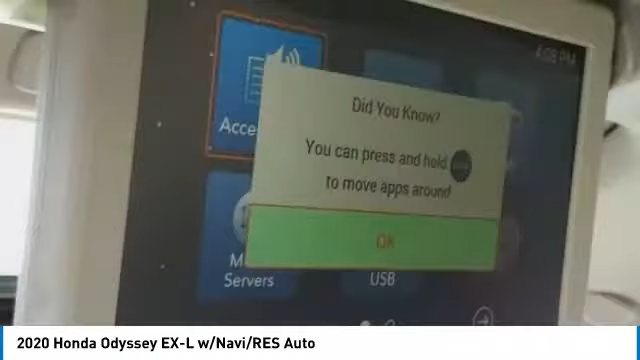 4:08 PM
Did You Know?
Acce
You can press and hold
to move apps around
OK
M
Servers
USB
2020 Honda Odyssey EX-L w/Navi/RES Auto